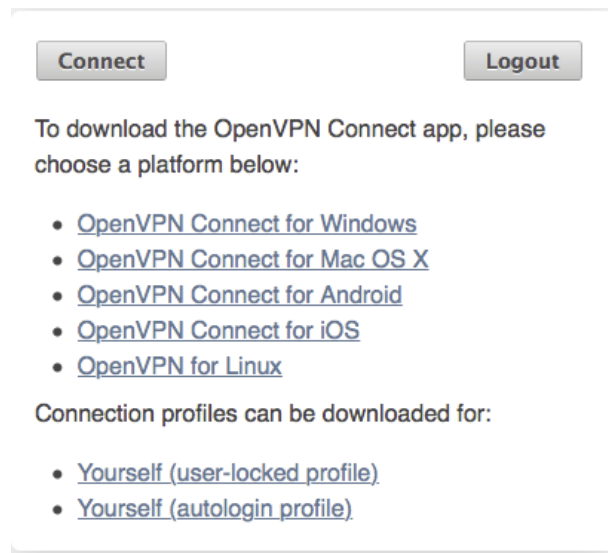 Connect
Logout
To download the OpenVPN Connect app, please
choose a platform below:
OpenVPN Connect for Windows
OpenVPN Connect for Mac OS X
OpenVPN Connect for Android
OpenVPN Connect for iOS
OpenVPN for Linux
Connection profiles can be downloaded for:
Yourself (user-locked profile)
Yourself (autologin profile)